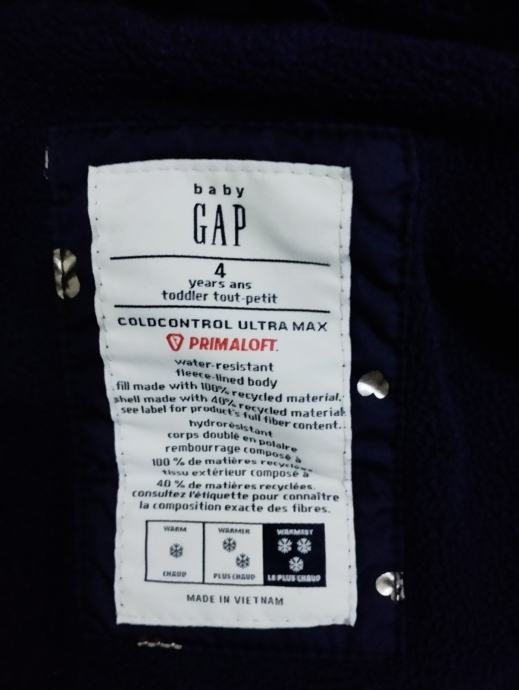 baby
GAP
4
years ans
toddler tout-petit
COLDCONTROL ULTRA MAX
PRIMALOFT.
water-resistant
fleece-lined body
fill made with 100% recycled material.
shell made with 40% recycled material.
see label for product's full fiber content.
hydrorésistant
corps doublé en polaire
rembourrage composé à
100 % de matières recyclées
tissu extérieur composé à
40 % de matières recyclées.
consultez l'étiquette pour connaître
la composition exacte des fibres.
WARM WARMER WARMEST
CHAUD PLUS CHAUD LE PLUS CHAUD
MADE IN VIETNAM